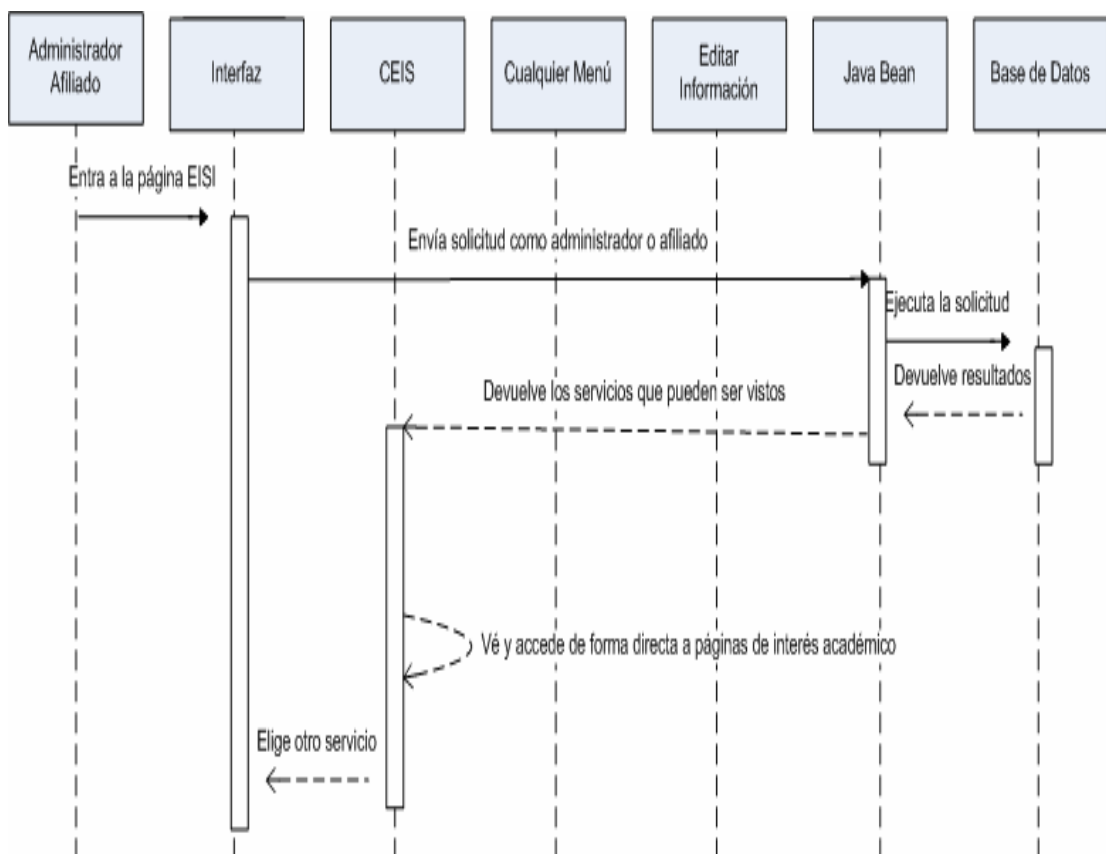 Administrador
Afiliado
Interfaz
CEIS
Cualquier Menú
Editar
Información
Java Bean
Base de Datos
Entra a la página EISI
Envía solicitud como administrador o afiliado
Ejecuta la solicitud
Devuelve resultados
Devuelve los servicios que pueden ser vistos
Vé y accede de forma directa a páginas de interés académico
Elige otro servicio